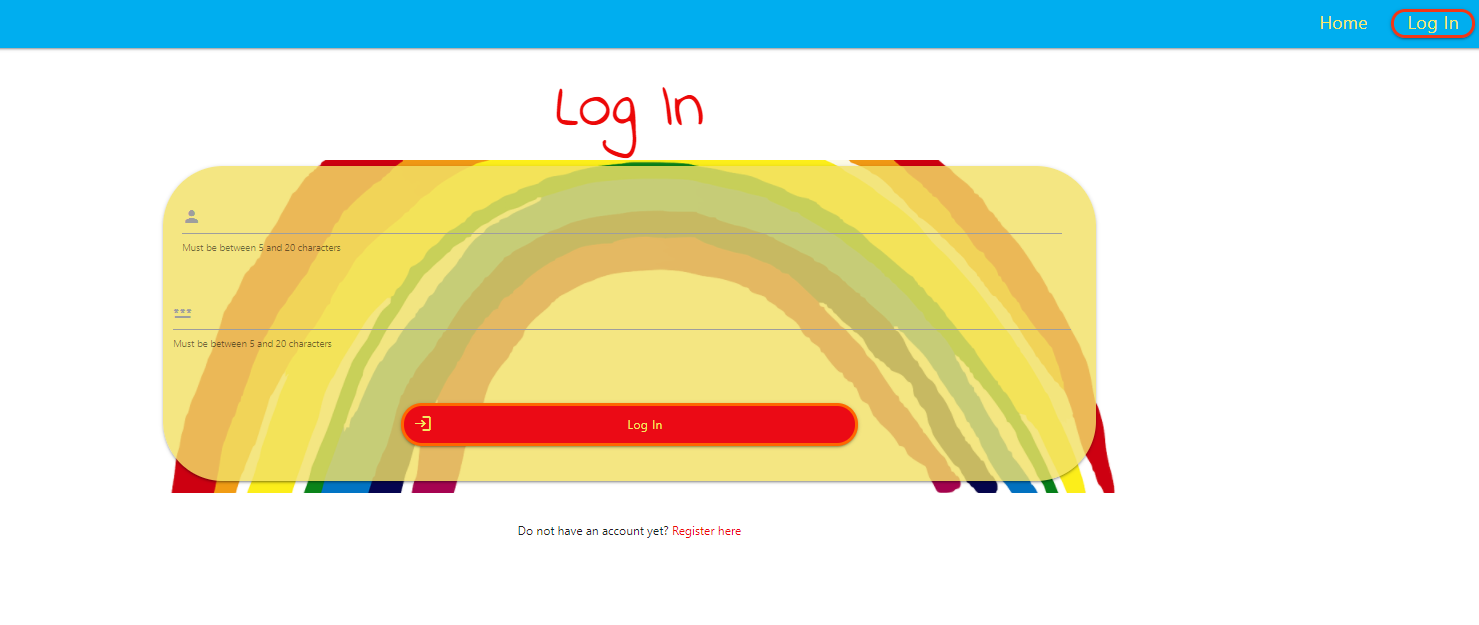 Home Log In
Log In
Must be between 5 and 20 characters
***
Must be between 5 and 20 characters
Log In
Do not have an account yet? Register here